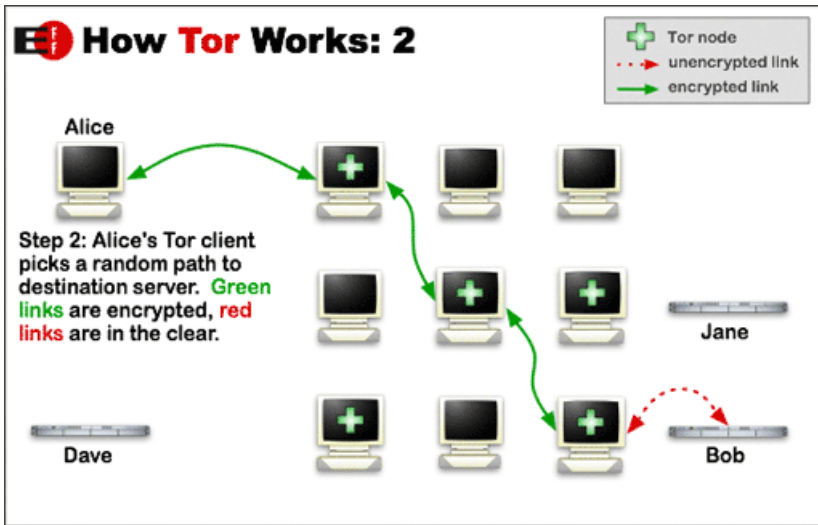 EFF How Tor Works: 2
Tor node
unencrypted link
encrypted link
Alice
Step 2: Alice's Tor client
picks a random path to
destination server. Green
links are encrypted, red
links are in the clear.
Jane
Dave
Bob